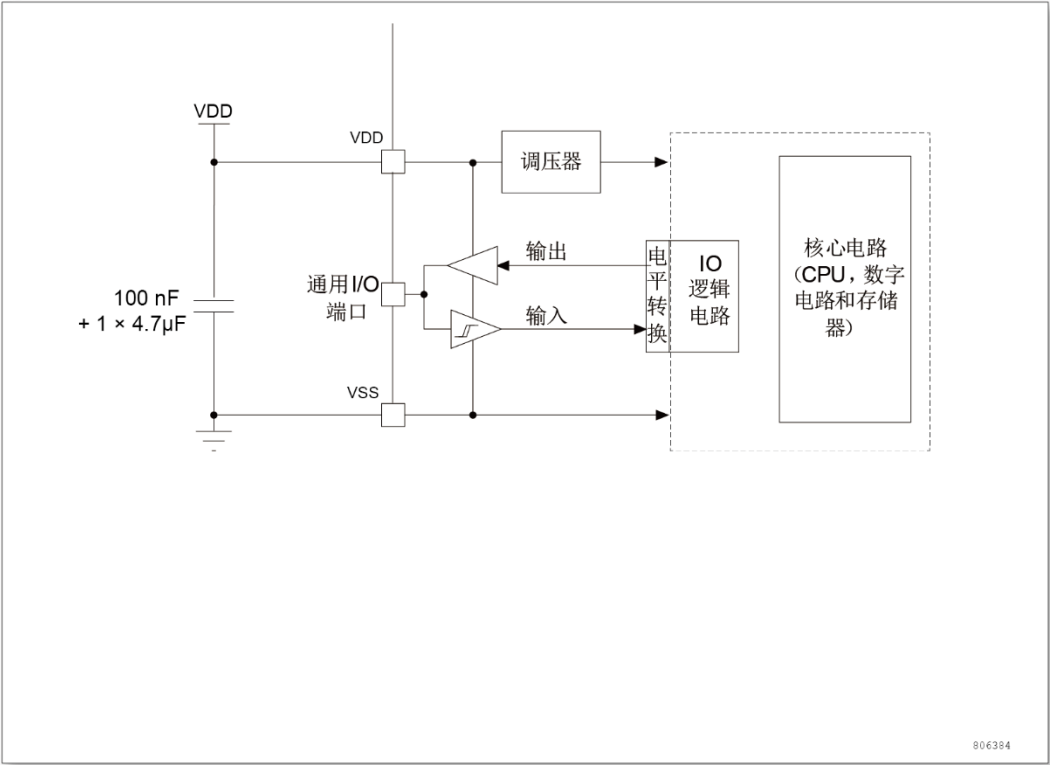 VDD
VDD
调压器
输出
通用I/O
端口
100 nF
+ 1 × 4.7μF
输入
电
平
转
换
IO
逻辑
电路
核心电路
（CPU，数字
电路和存储
器）
VSS
806384